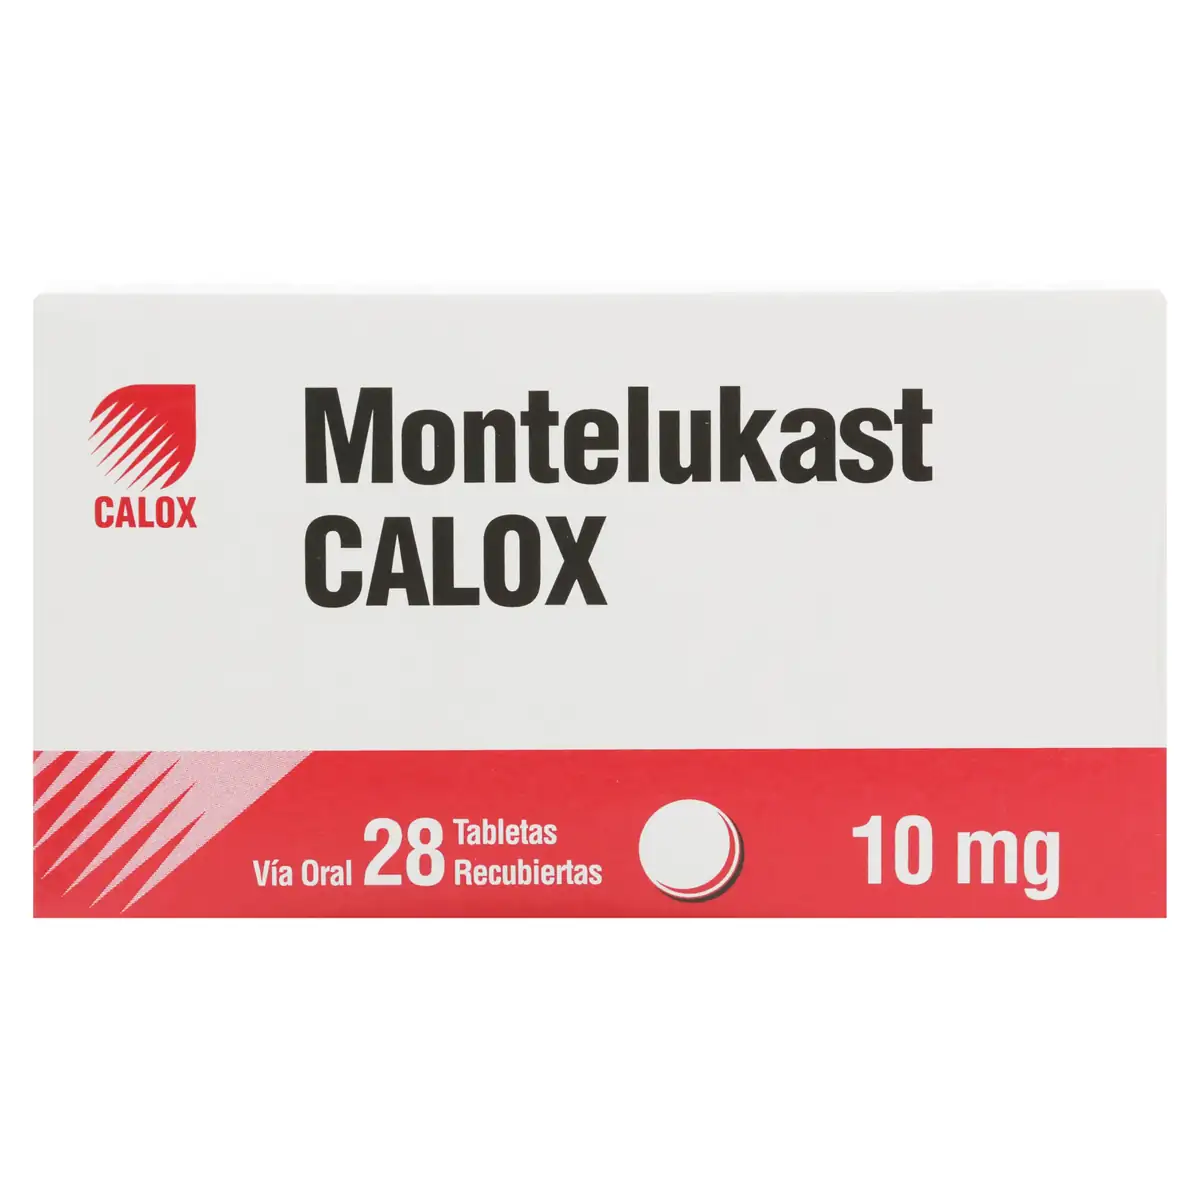 CALOX
Montelukast
CALOX
Vía Oral 28 Tabletas
Recubiertas
10 mg